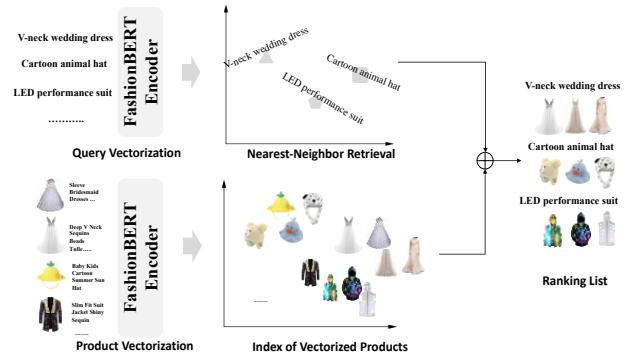 V-neck wedding dress
Cartoon animal hat
LED performance suit
...........
FashionBERT
Encoder
Query Vectorization
V-neck wedding dress
Cartoon animal hat
LED performance suit
Nearest-Neighbor Retrieval
Sleeve
Bridesmaid
Dresses ...
Deep V Neck
Sequins
Beads
Tulle.....
Baby Kids
Cartoon
Summer Sun
Hat
Slim Fit Suit
Jacket Shiny
Sequin
.......
FashionBERT
Encoder
Product Vectorization
.......
Index of Vectorized Products
V-neck wedding dress
Cartoon animal hat
LED performance suit
Ranking List